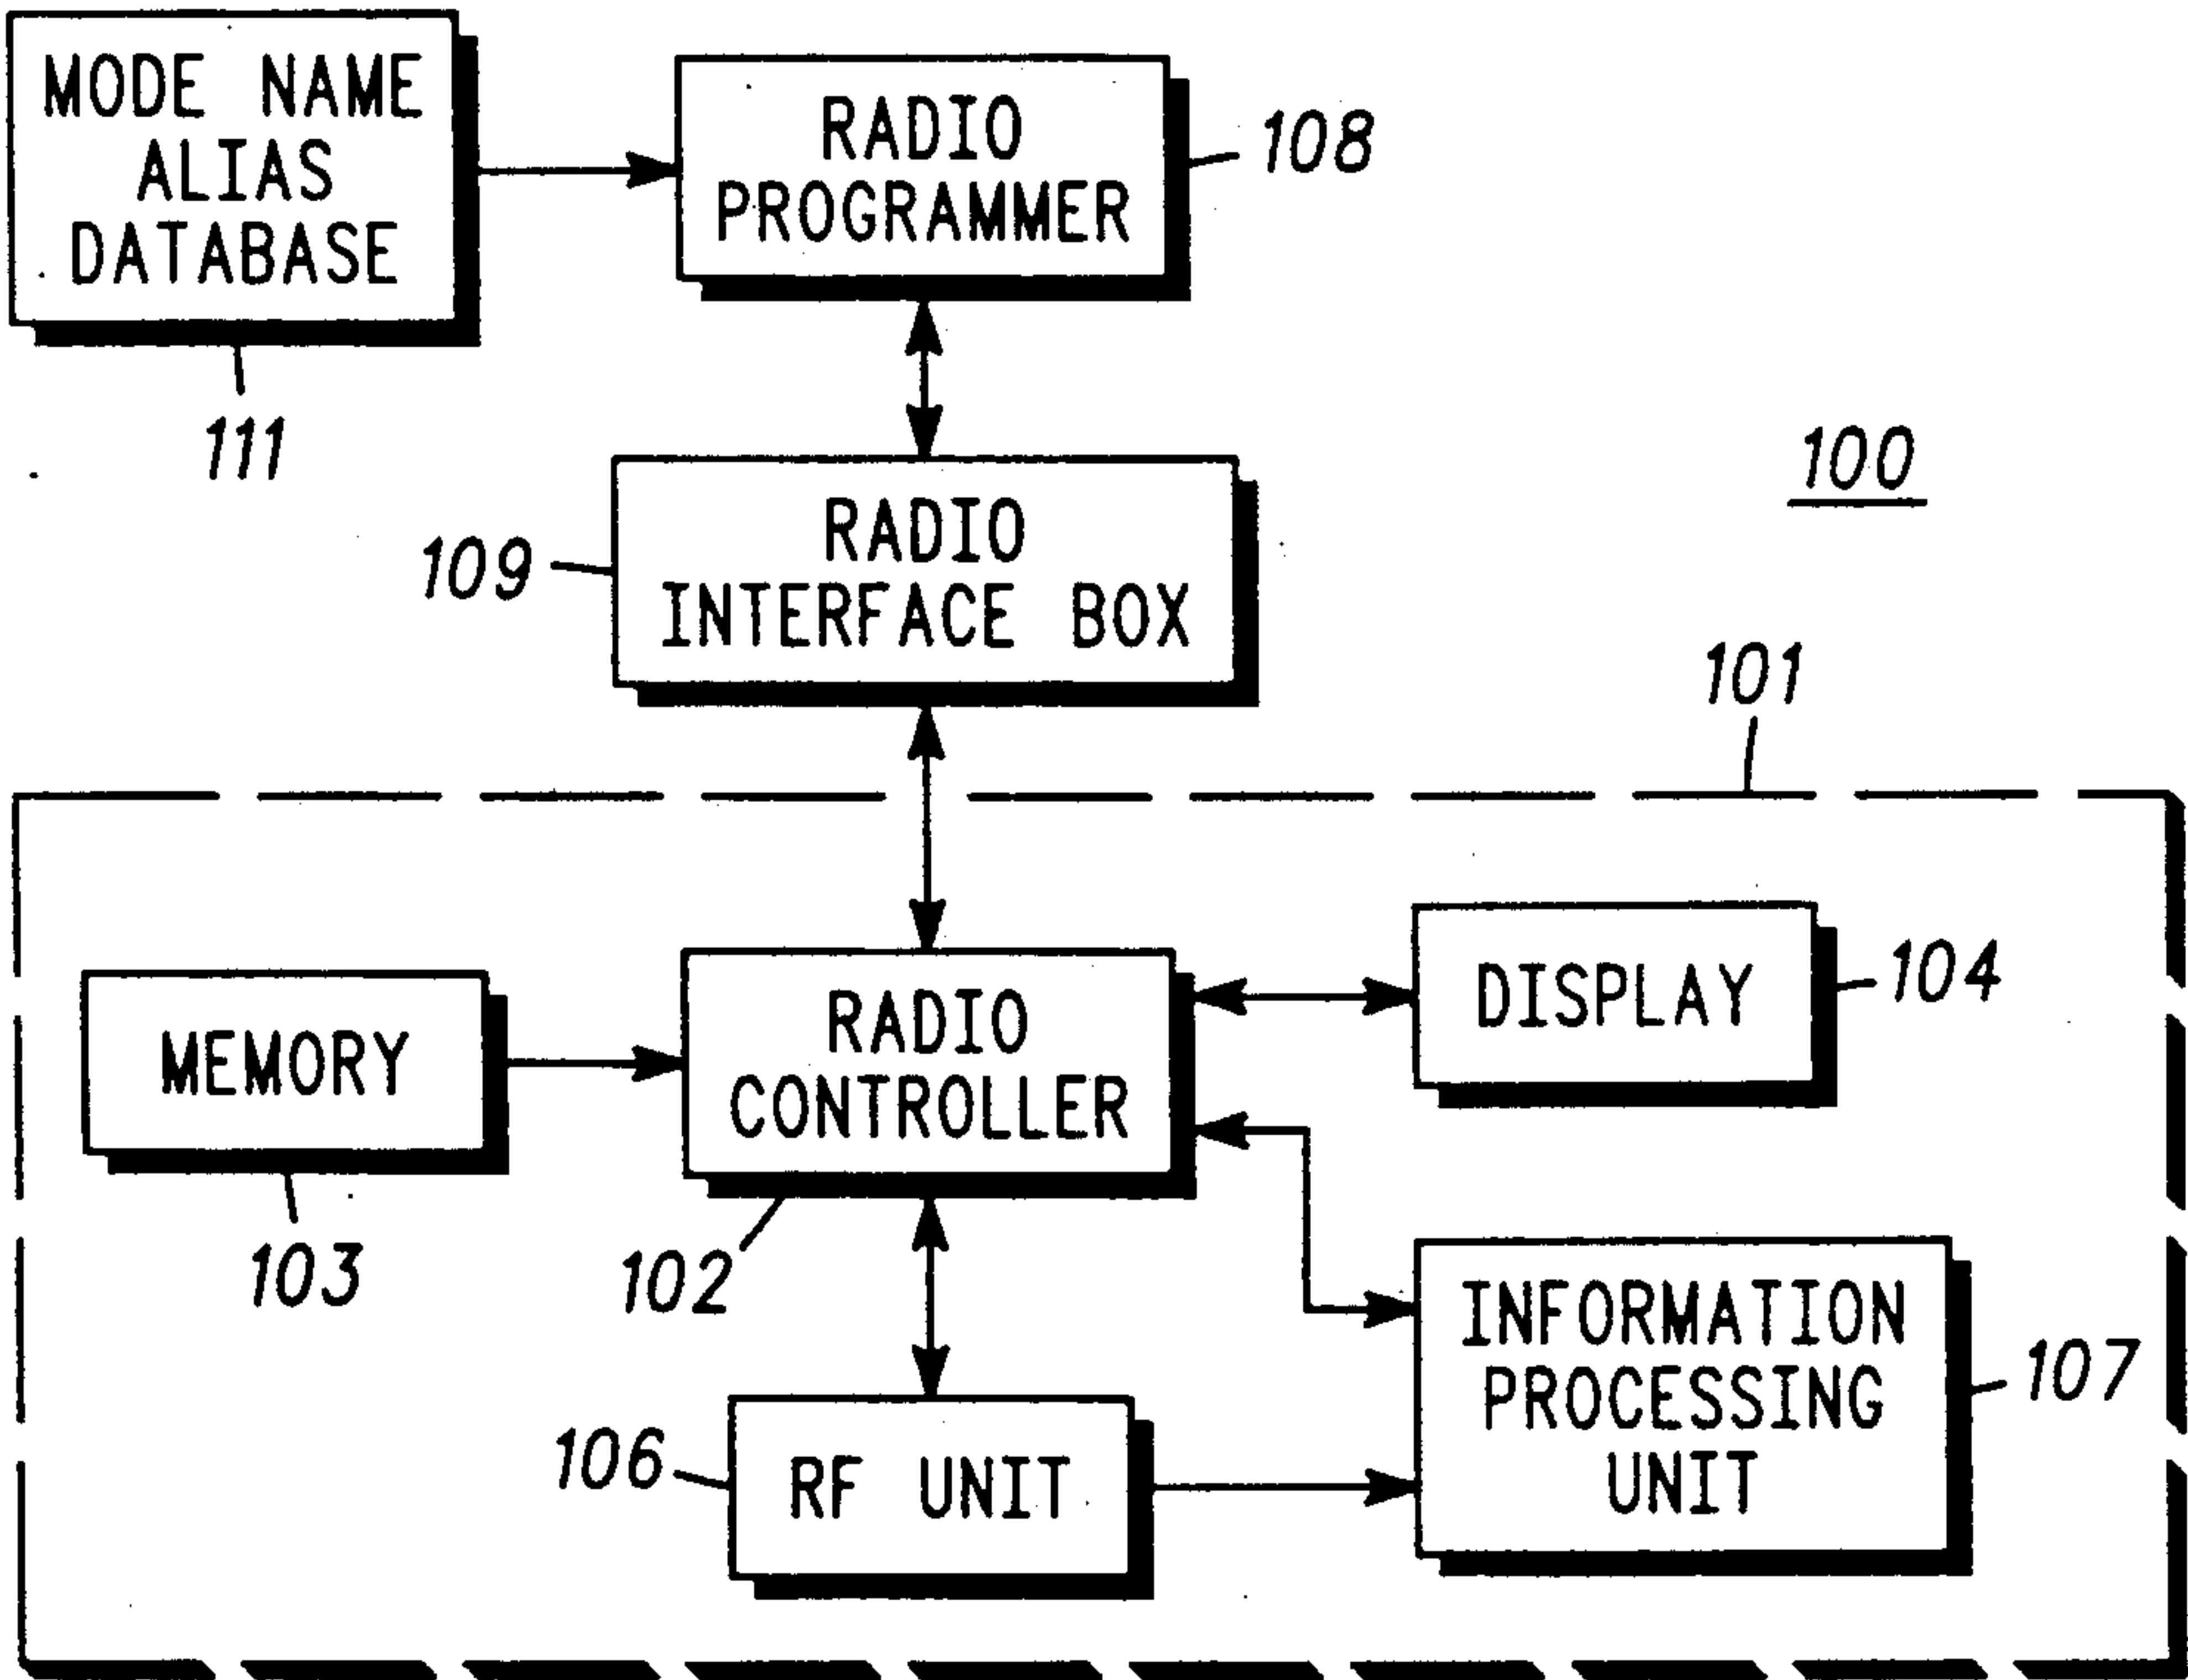 MODE NAME
ALIAS
DATABASE
111
RADIO
PROGRAMMER
108
RADIO
INTERFACE BOX
109
100
101
MEMORY
103
RADIO
CONTROLLER
102
DISPLAY
104
RF UNIT
106
INFORMATION
PROCESSING
UNIT
107